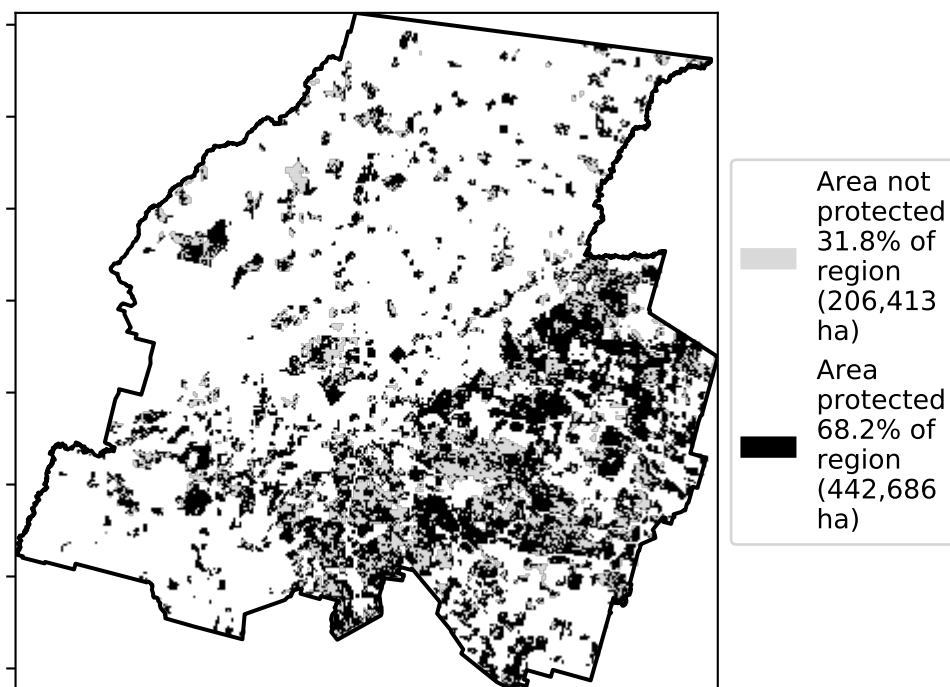 Area not
protected
31.8% of
region
(206,413
ha)
Area
protected
68.2% of
region
(442,686
ha)